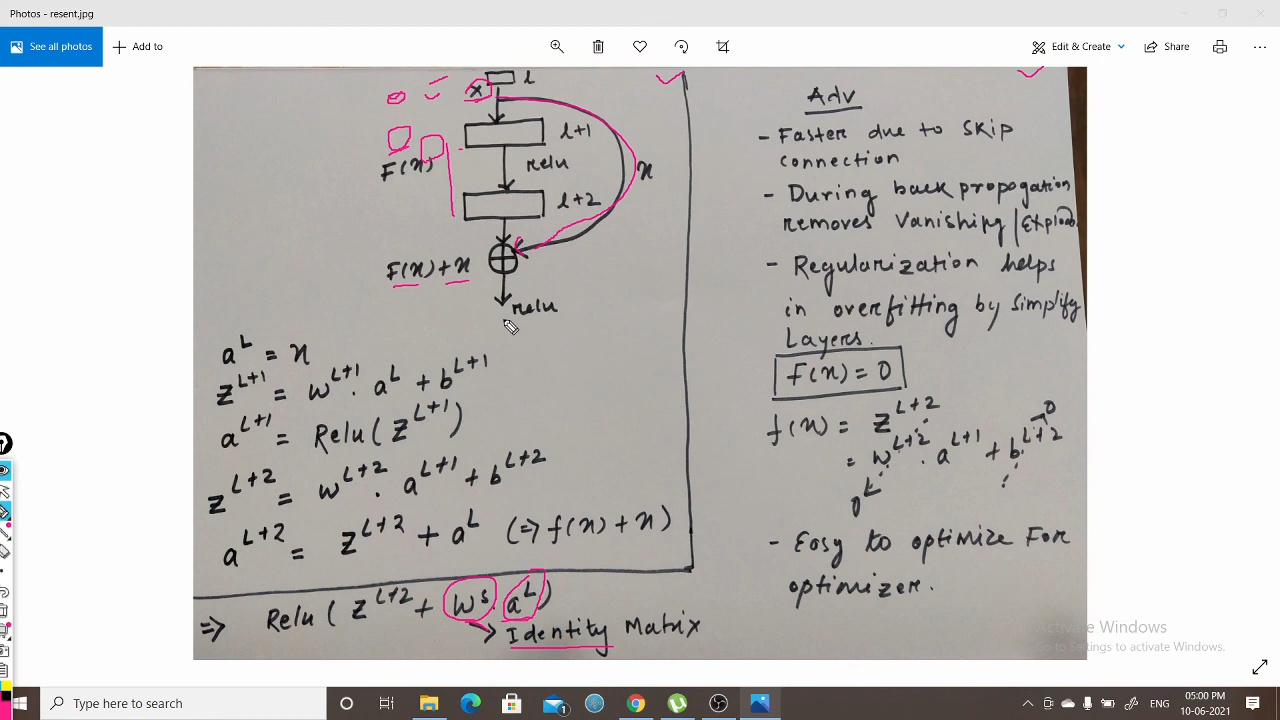 Photos - resent.jpg
See all photos
Add to
Edit & Create
Share
l
x
l+1
F(x)
relu
x
l+2
F(x) + x
relu
a^L = x
z^L+1 = w^L+1 . a^L + b^L+1
a^L+1 = Relu( z^L+1 )
z^L+2 = w^L+2 . a^L+1 + b^L+2
a^L+2 = z^L+2 + a^L (=> f(x) + x)
=> Relu ( z^L+2 + w^s . a^L )
→ Identity Matrix
Adv
- Faster due to skip
connection
- During back propogation
removes Vanishing /
- Regularization helps
in overfitting by simplify
Layers.
f(x) = 0
f(x) = z^L+2
= w^L+2 . a^L+1 + b^L+2 → 0
0
- Easy to optimize For
optimizer.
Activate Windows
Go to Settings to activate Windows.
Type here to search
1
ENG
05:00 PM
10-06-2021